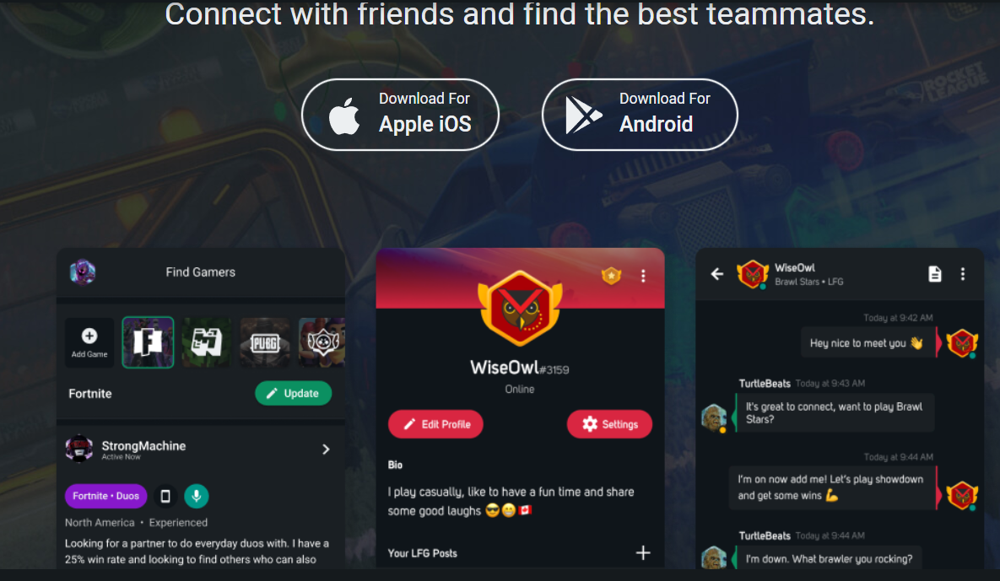 Connect with friends and find the best teammates.
ROCKET
LEAGUE
Download For
Apple iOS
Download For
Android
Find Gamers
Add Game
F
PUBG
Fortnite
Update
StrongMachine
Active Now
Fortnite • Duos
North America • Experienced
Looking for a partner to do everyday duos with. I have a
25% win rate and looking to find others who can also
WiseOwl#3159
Online
Edit Profile
Settings
Bio
I play casually, like to have a fun time and share
some good laughs 😎😁🇨🇦
Your LFG Posts
WiseOwl
Brawl Stars • LFG
Today at 9:42 AM
Hey nice to meet you 👋
TurtleBeats Today at 9:43 AM
It's great to connect, want to play Brawl
Stars?
Today at 9:44 AM
I'm on now add me! Let's play showdown
and get some wins 💪
TurtleBeats Today at 9:44 AM
I'm down. What brawler you rocking?